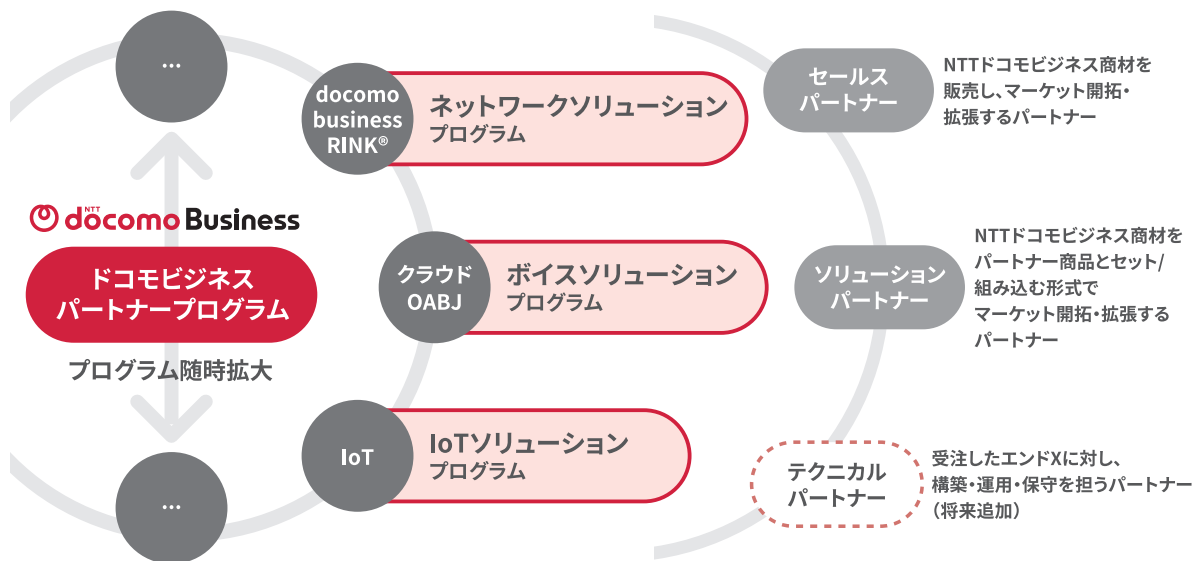 …
NTT
docomo Business
ドコモビジネス
パートナープログラム
プログラム随時拡大
…
docomo
business
RINK®
ネットワークソリューション
プログラム
クラウド
OABJ
ボイスソリューション
プログラム
IoT
IoTソリューション
プログラム
セールス
パートナー
NTTドコモビジネス商材を
販売し、マーケット開拓・
拡張するパートナー
ソリューション
パートナー
NTTドコモビジネス商材を
パートナー商品とセット/
組み込む形式で
マーケット開拓・拡張する
パートナー
テクニカル
パートナー
受注したエンドXに対し、
構築・運用・保守を担うパートナー
（将来追加）